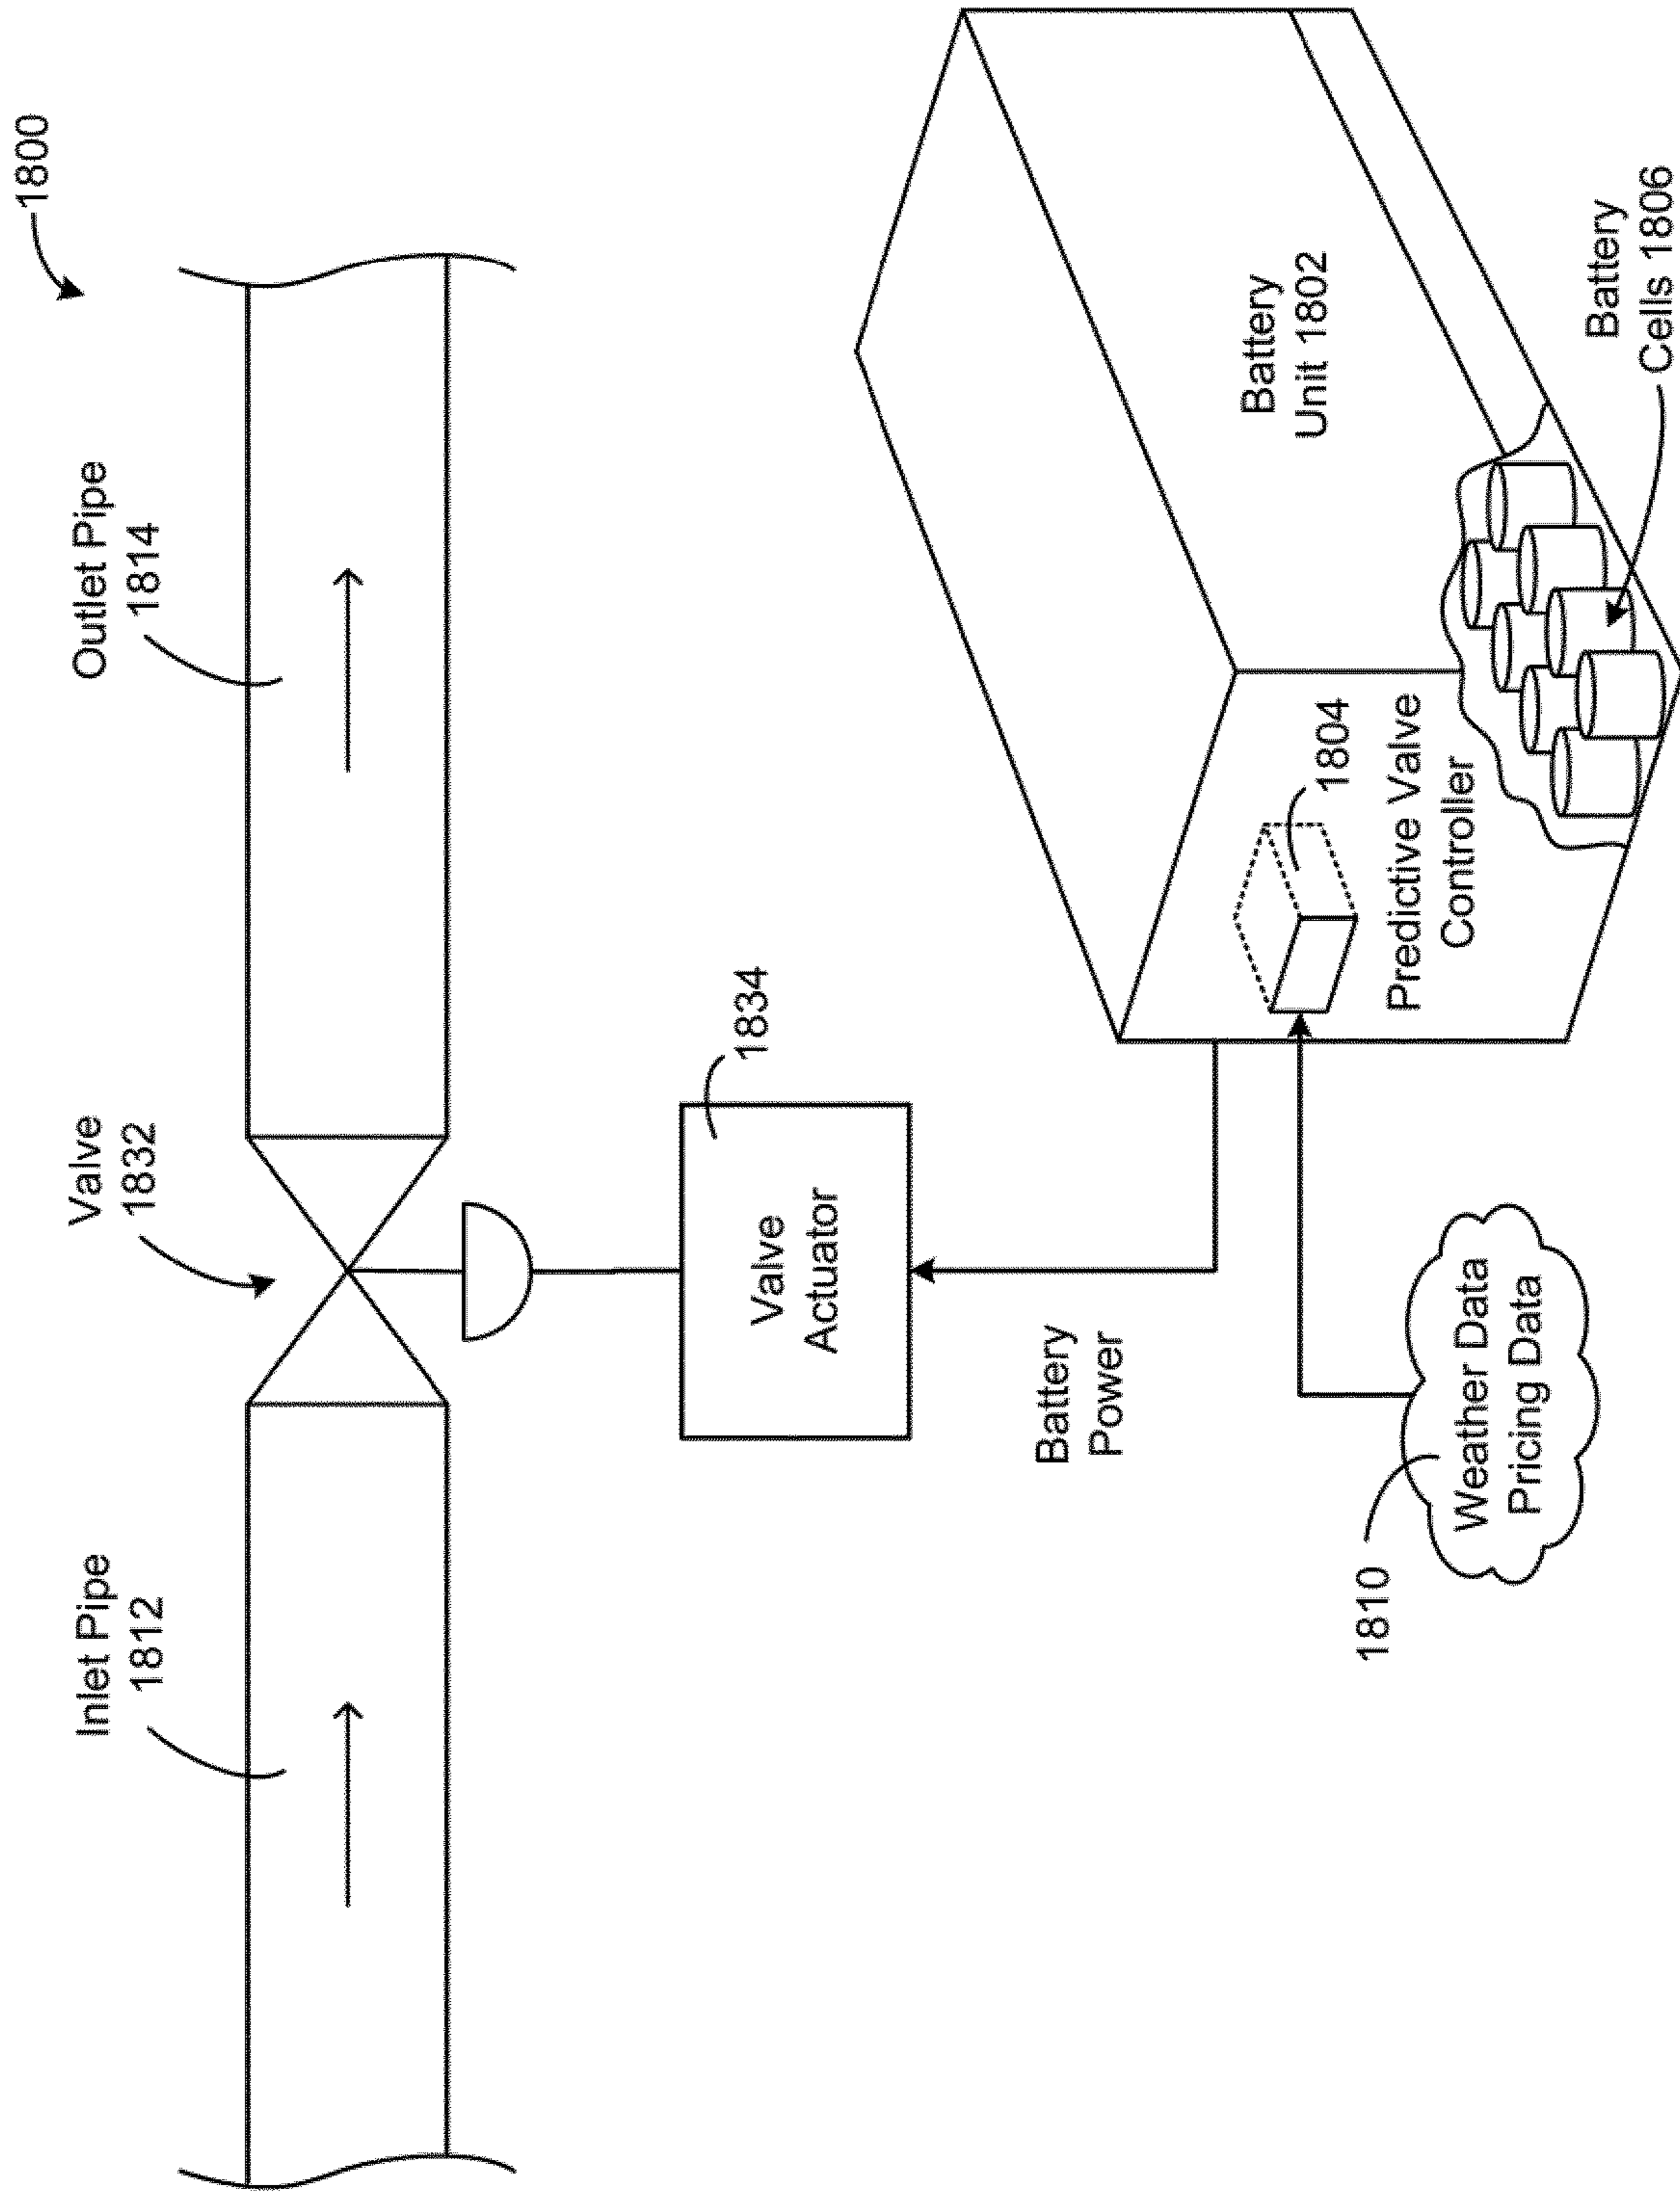 1800
Inlet Pipe
1812
Valve
1832
Outlet Pipe
1814
Valve
Actuator
1834
Battery
Power
Battery
Unit 1802
1804
Predictive Valve
Controller
Battery
Cells 1806
1810
Weather Data
Pricing Data